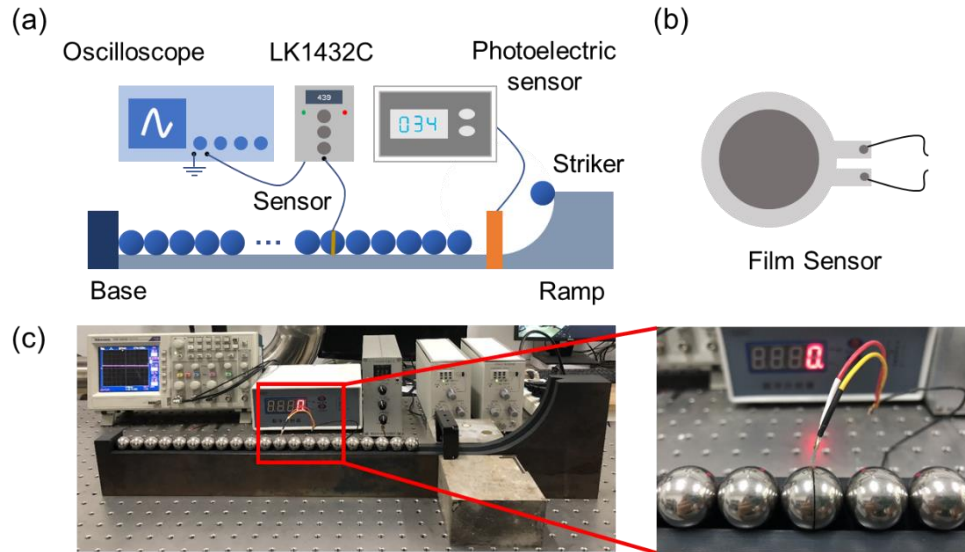 (a)
Oscilloscope
LK1432C
Photoelectric
sensor
439
034
Striker
Sensor
Base
Ramp
(b)
Film Sensor
(c)